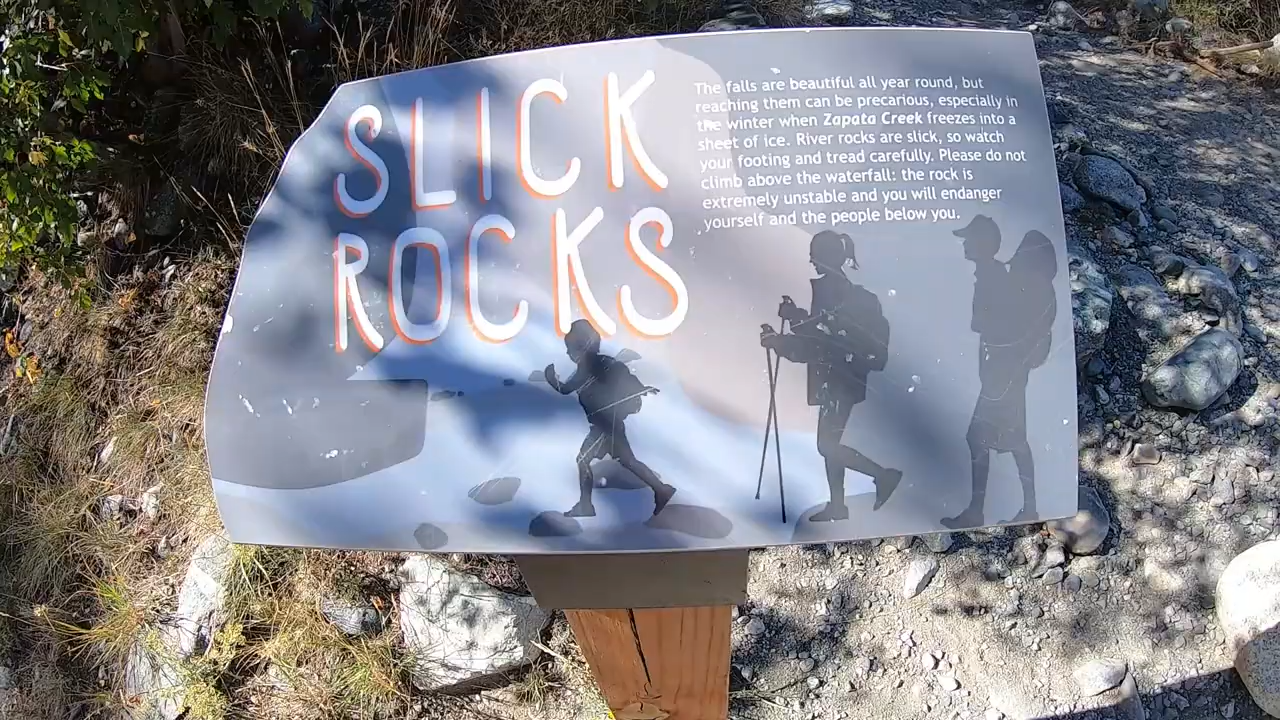 SLICK
ROCKS
The falls are beautiful all year round, but
reaching them can be precarious, especially in
the winter when Zapata Creek freezes into a
sheet of ice. River rocks are slick, so watch
your footing and tread carefully. Please do not
climb above the waterfall: the rock is
extremely unstable and you will endanger
yourself and the people below you.